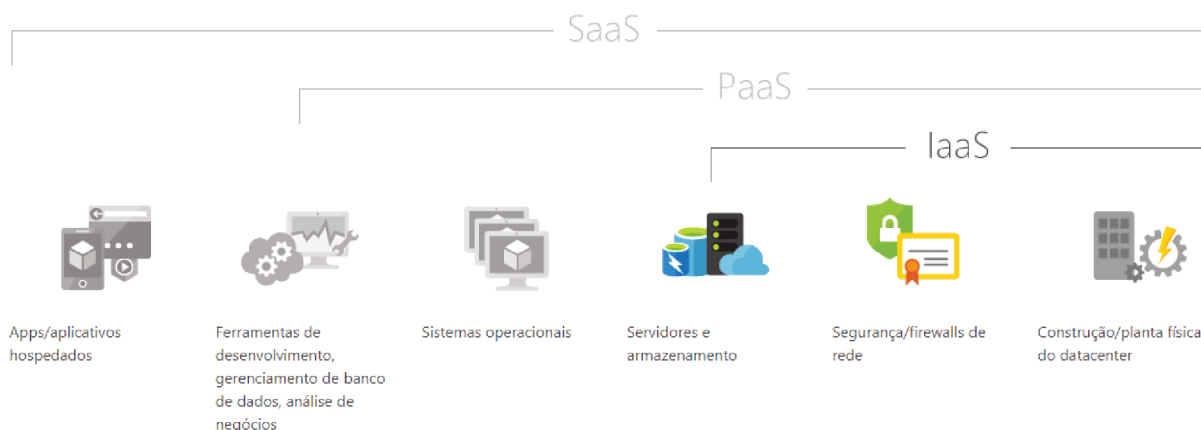 SaaS
PaaS
IaaS
Apps/aplicativos
hospedados
Ferramentas de
desenvolvimento,
gerenciamento de banco
de dados, análise de
negócios
Sistemas operacionais
Servidores e
armazenamento
Segurança/firewalls de
rede
Construção/planta física
do datacenter